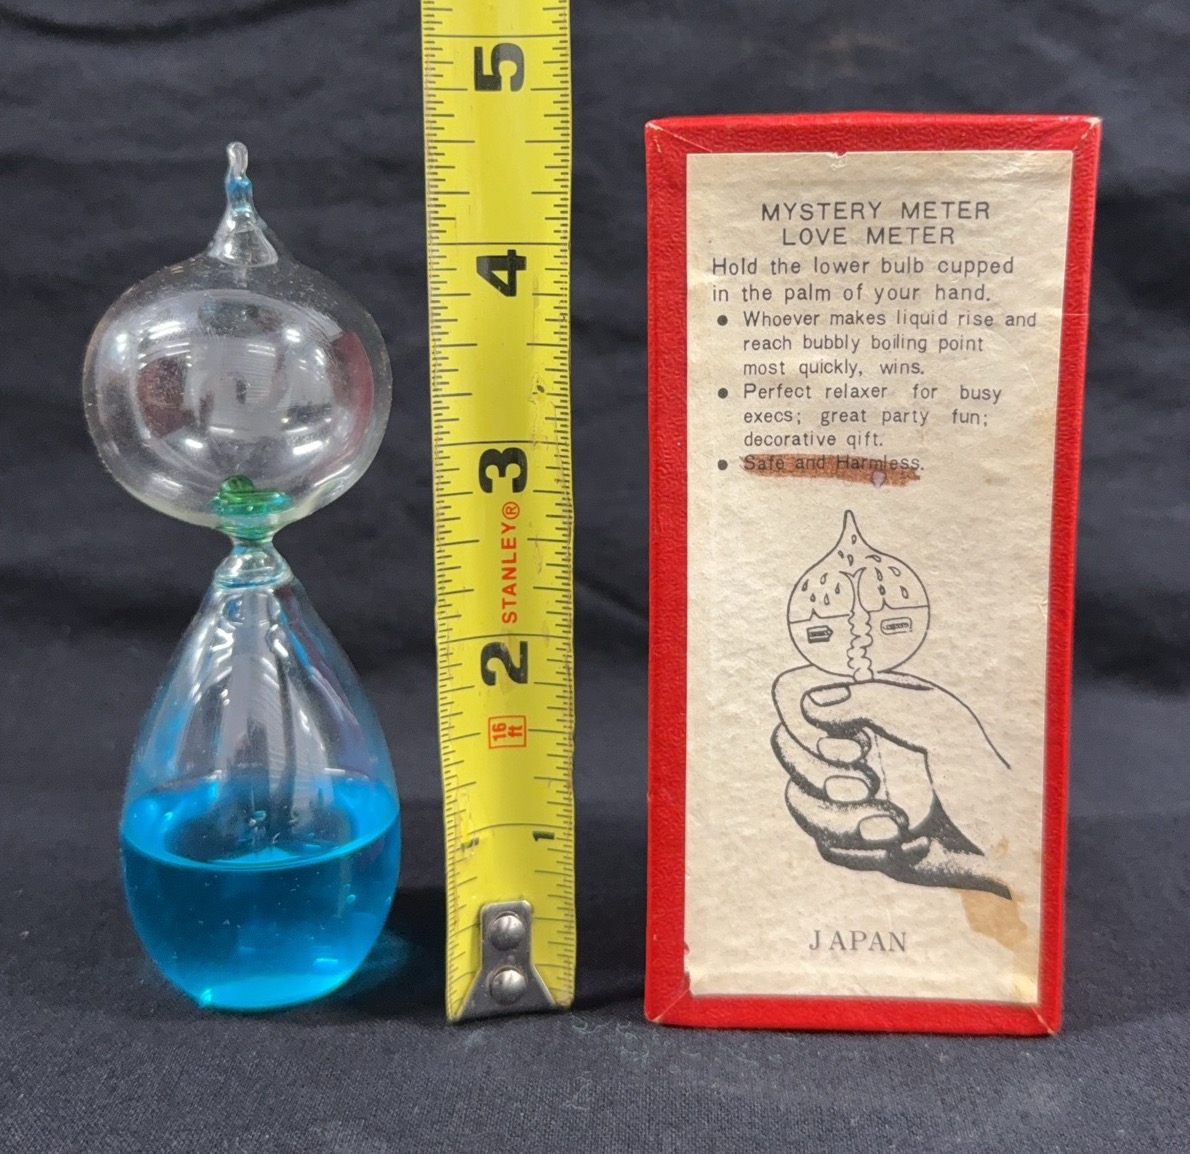 5
4
3
STANLEY®
2
16 ft
1
MYSTERY METER
LOVE METER
Hold the lower bulb cupped
in the palm of your hand.
● Whoever makes liquid rise and
reach bubbly boiling point
most quickly, wins.
● Perfect relaxer for busy
execs; great party fun;
decorative qift.
● Safe and Harmless.
JAPAN